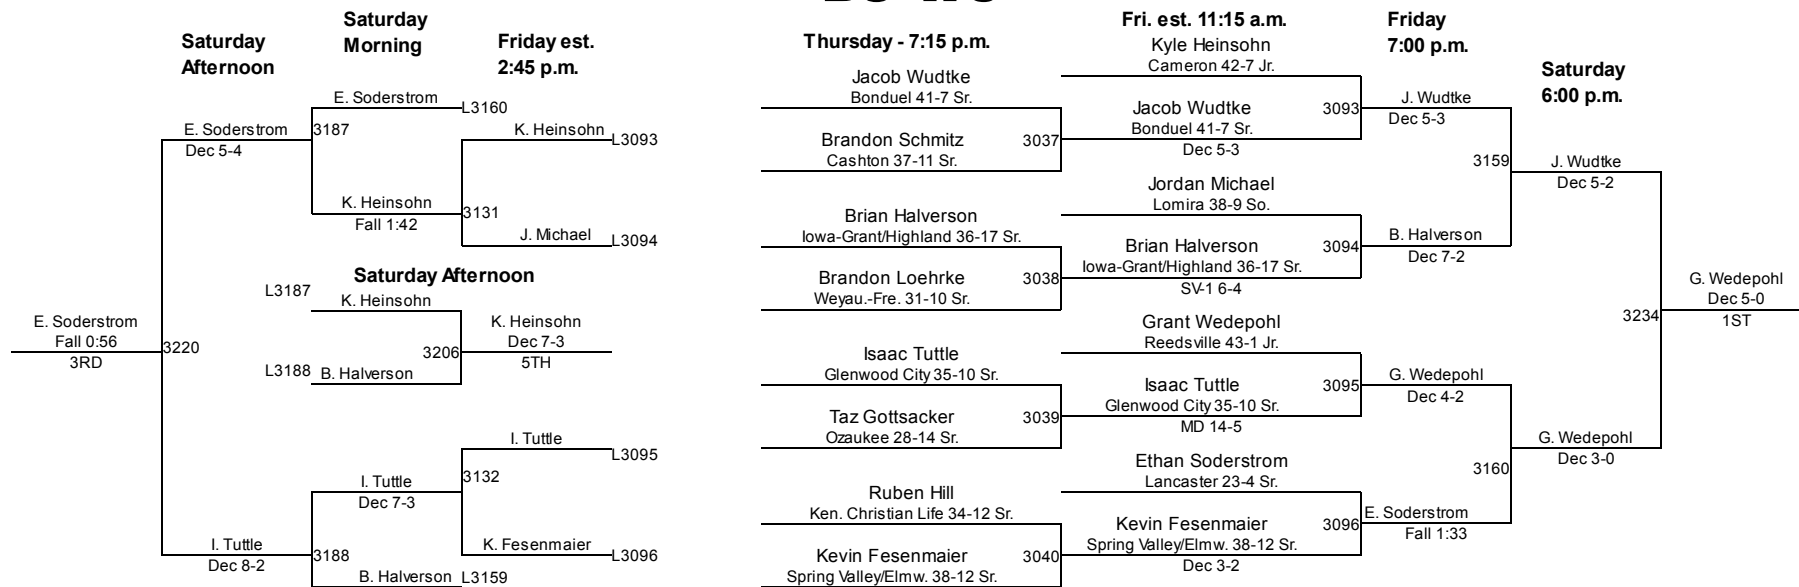 Saturday
Afternoon
Saturday
Morning
Friday est.
2:45 p.m.
E. Soderstrom
L3160
E. Soderstrom
3187
Dec 5-4
K. Heinsohn
L3093
K. Heinsohn
3131
Fall 1:42
J. Michael
L3094
Saturday Afternoon
L3187
K. Heinsohn
E. Soderstrom
Fall 0:56
3RD
3220
3206
K. Heinsohn
Dec 7-3
5TH
L3188
B. Halverson
I. Tuttle
L3095
I. Tuttle
3132
Dec 7-3
K. Fesenmaier
L3096
I. Tuttle
3188
Dec 8-2
B. Halverson
L3159
Thursday - 7:15 p.m.
Jacob Wudtke
Bonduel 41-7 Sr.
Brandon Schmitz
3037
Cashton 37-11 Sr.
Brian Halverson
Iowa-Grant/Highland 36-17 Sr.
Brandon Loehrke
3038
Weyau.-Fre. 31-10 Sr.
Isaac Tuttle
Glenwood City 35-10 Sr.
Taz Gottsacker
3039
Ozaukee 28-14 Sr.
Ruben Hill
Ken. Christian Life 34-12 Sr.
Kevin Fesenmaier
3040
Spring Valley/Elmw. 38-12 Sr.
Fri. est. 11:15 a.m.
Kyle Heinsohn
Cameron 42-7 Jr.
Jacob Wudtke
3093
Bonduel 41-7 Sr.
Dec 5-3
Jordan Michael
Lomira 38-9 So.
Brian Halverson
3094
Iowa-Grant/Highland 36-17 Sr.
SV-1 6-4
Grant Wedepohl
Reedsville 43-1 Jr.
Isaac Tuttle
3095
Glenwood City 35-10 Sr.
MD 14-5
Ethan Soderstrom
Lancaster 23-4 Sr.
Kevin Fesenmaier
3096
Spring Valley/Elmw. 38-12 Sr.
Dec 3-2
Friday
7:00 p.m.
J. Wudtke
Dec 5-3
3159
B. Halverson
Dec 7-2
G. Wedepohl
Dec 4-2
3160
E. Soderstrom
Fall 1:33
Saturday
6:00 p.m.
J. Wudtke
Dec 5-2
3234
G. Wedepohl
Dec 3-0
G. Wedepohl
Dec 5-0
1ST